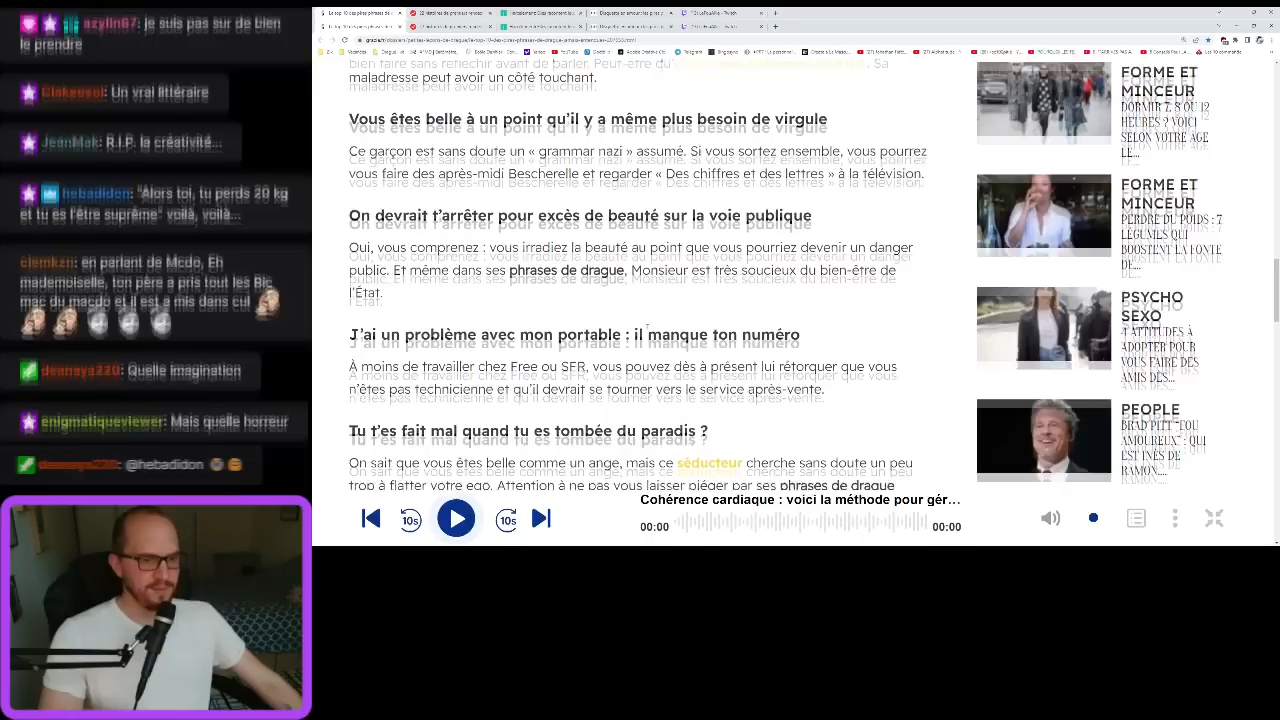 je suis pas sur de bien
le prendre
Clakensol: Un vrai littéraire
JeanMak: R.I.P. la créativité...
hebadidon: "Alors toi, tu perds 20 kg
et tu es l'être suprême" voilà, voilà...
clemkzn: en parlent de Mcdo, Eh
mademoiselle,
mac du macdo et il a mis dans cul
deansya220: Quelle imagination
enigmatiqueviewer: Mais quelle horreur
@hebadidon
maladresse peut avoir un côté touchant.
Vous êtes belle à un point qu'il y a même plus besoin de virgule
Ce garçon est sans doute un « grammar nazi » assumé. Si vous sortez ensemble, vous pourrez
vous faire des après-midi Bescherelle et regarder « Des chiffres et des lettres » à la télévision.
On devrait t'arrêter pour excès de beauté sur la voie publique
Oui, vous comprenez : vous irradiez la beauté au point que vous pourriez devenir un danger
public. Et même dans ses phrases de drague, Monsieur est très soucieux du bien-être de
l'État.
J'ai un problème avec mon portable : il manque ton numéro
À moins de travailler chez Free ou SFR, vous pouvez dès à présent lui rétorquer que vous
n'êtes pas technicienne et qu'il devrait se tourner vers le service après-vente.
Tu t'es fait mal quand tu es tombée du paradis ?
On sait que vous êtes belle comme un ange, mais ce séducteur cherche sans doute un peu
trop à flatter votre ego. Attention à ne pas vous laisser piéger par ses phrases de drague
FORME ET
MINCEUR
DORMIR 7, 8 OU 12
HEURES ? VOICI
SELON VOTRE ÂGE
LE...
FORME ET
MINCEUR
PERDRE DU POIDS : 7
LÉGUMES QUI
BOOSTENT LA FONTE
DE...
PSYCHO
SEXO
4 ATTITUDES À
ADOPTER POUR
VOUS FAIRE DES
AMIS DÈS...
PEOPLE
BRAD PITT "FOU
AMOUREUX" : QUI
EST INÈS DE
RAMON,...
Cohérence cardiaque : voici la méthode pour gér...
10s
10s
00:00
00:00